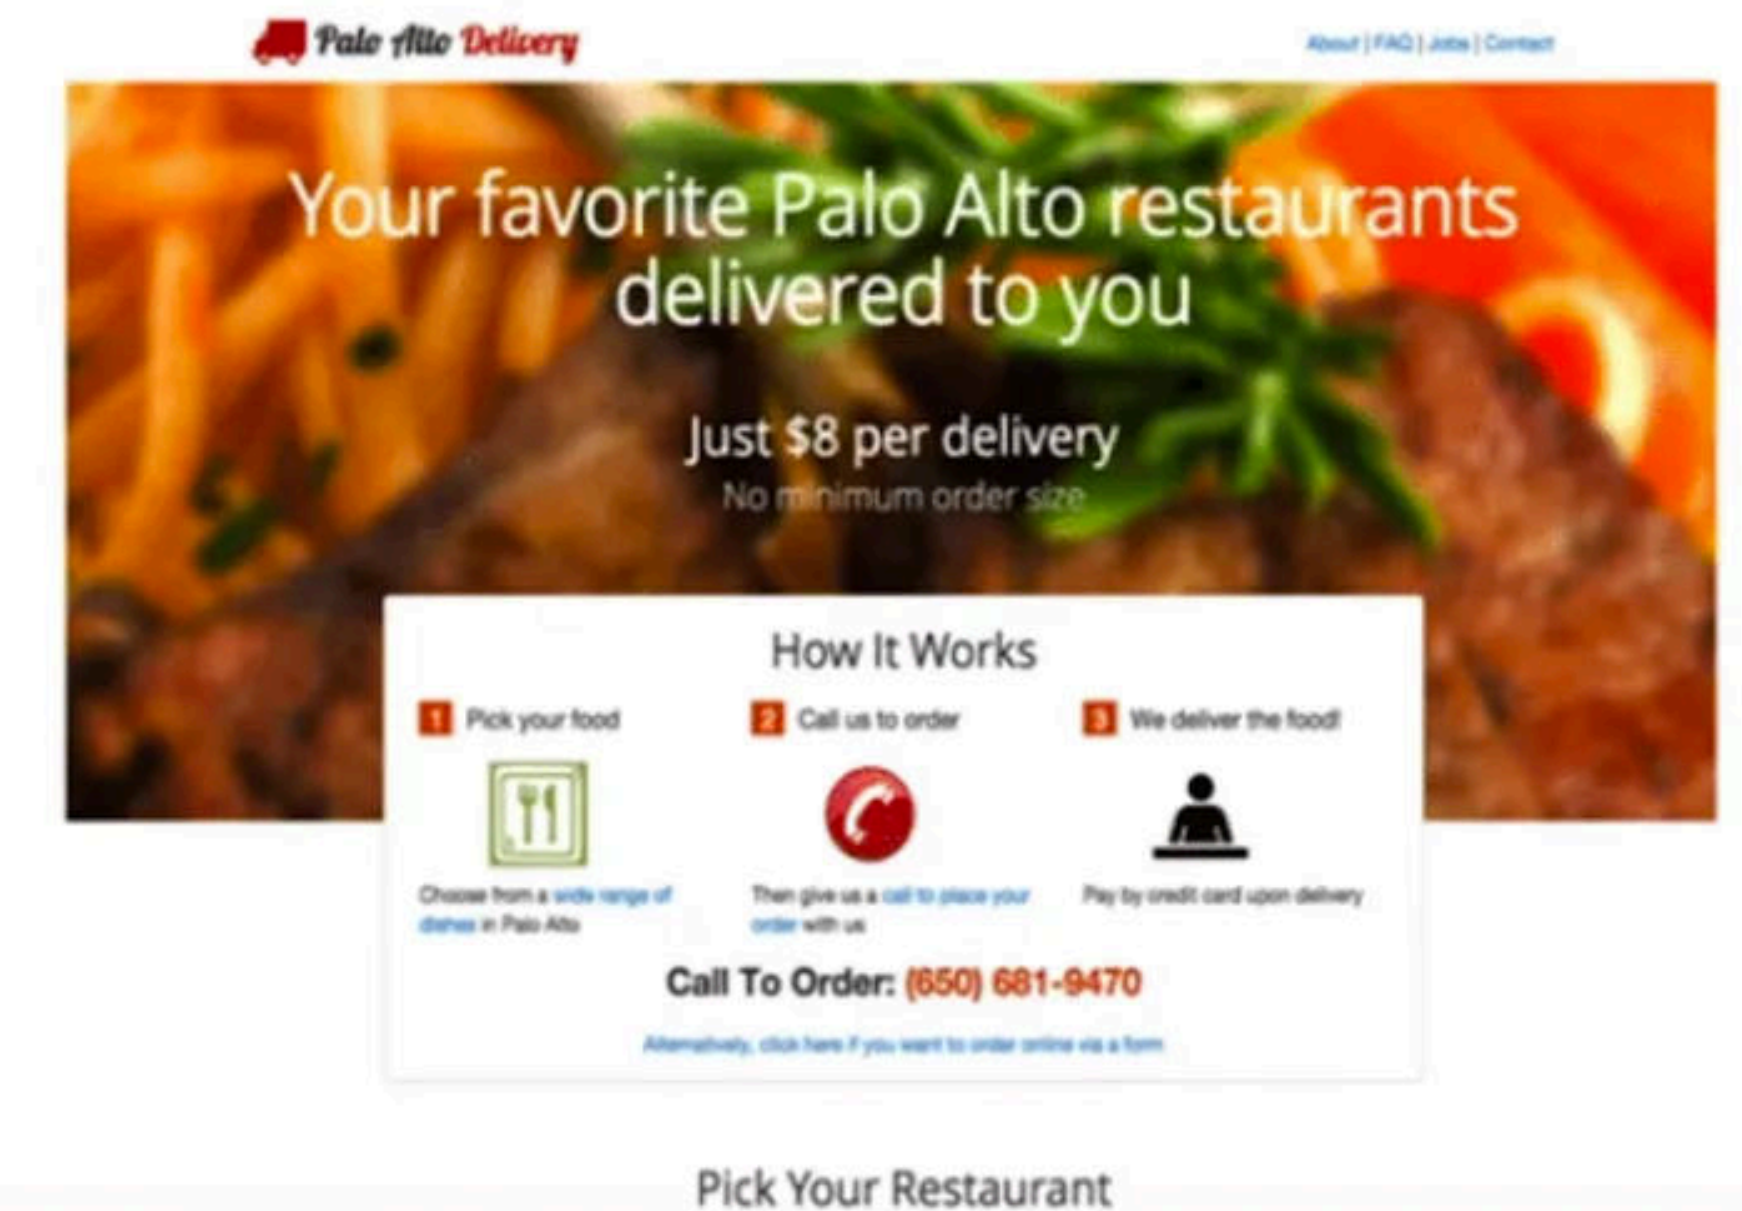 Palo Alto Delivery
About | FAQ | Jobs | Contact
Your favorite Palo Alto restaurants
delivered to you
Just $8 per delivery
No minimum order size
How It Works
1 Pick your food
2 Call us to order
3 We deliver the food!
Choose from a wide range of
dishes in Palo Alto
Then give us a call to place your
order with us
Pay by credit card upon delivery
Call To Order: (650) 681-9470
Alternatively, click here if you want to order online via a form
Pick Your Restaurant